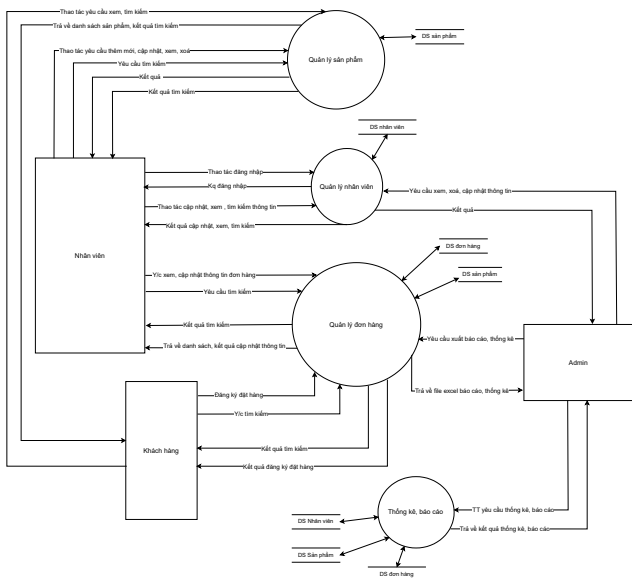 Thao tác yêu cầu xem, tìm kiếm
Trả về danh sách sản phẩm, kết quả tìm kiếm
DS sản phẩm
Thao tác yêu cầu thêm mới, cập nhật, xem, xoá
Quản lý sản phẩm
Yêu cầu tìm kiếm
Kết quả
Kết quả tìm kiếm
DS nhân viên
Thao tác đăng nhập
Kq đăng nhập
Quản lý nhân viên
Yêu cầu xem, xoá, cập nhật thông tin
Thao tác cập nhật, xem , tìm kiếm thông tin
Kết quả
Kết quả cập nhật, xem, tìm kiếm
Nhân viên
DS đơn hàng
Y/c xem, cập nhật thông tin đơn hàng
DS sản phẩm
Yêu cầu tìm kiếm
Kết quả tìm kiếm
Quản lý đơn hàng
Yêu cầu xuất báo cáo, thống kê
Trả về danh sách, kết quả cập nhật thông tin
Admin
Đăng ký đặt hàng
Trả về file excel báo cáo, thống kê
Y/c tìm kiếm
Khách hàng
Kết quả tìm kiếm
Kết quả đăng ký đặt hàng
TT yêu cầu thống kê, báo cáo
Thống kê, báo cáo
DS Nhân viên
Trả về kết quả thống kê, báo cáo
DS Sản phẩm
DS đơn hàng